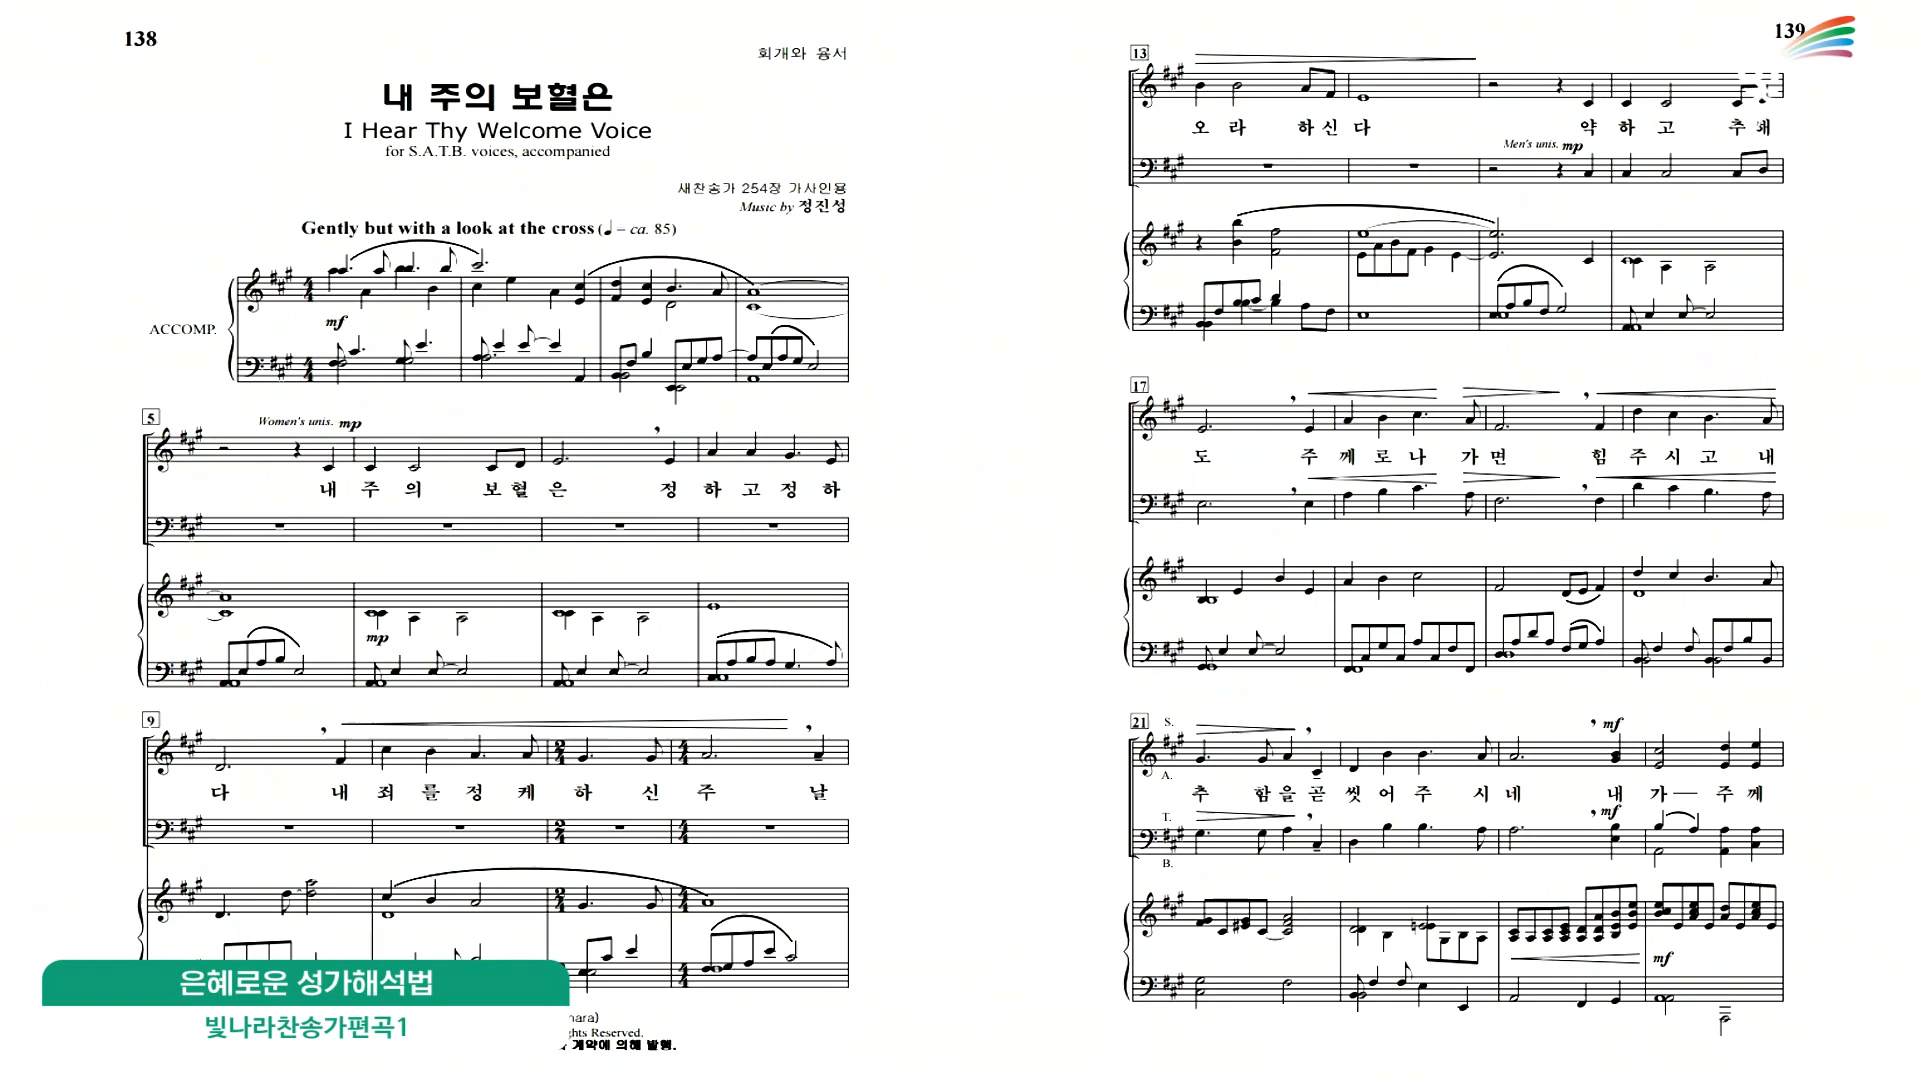 138
회개와 용서
내 주의 보혈은
I Hear Thy Welcome Voice
for S.A.T.B. voices, accompanied
새찬송가 254장 가사인용
Music by 정진성
Gently but with a look at the cross (♩ – ca. 85)
mf
ACCOMP.
5
Women's unis. mp
내 주 의 보 혈 은 정 하 고 정 하
mp
9
다 내 죄 를 정 케 하 신 주 날
은혜로운 성가해석법
빛나라찬송가편곡1
hara)
ghts Reserved.
계약에 의해 발행.
139
13
오 라 하 신 다 약 하 고 추 해
Men's unis. mp
17
도 주 께 로 나 가 면 힘 주 시 고 내
21
S.
mf
A.
추 함 을 곧 씻 어 주 시 네 내 가 주 께
T.
mf
B.
mf